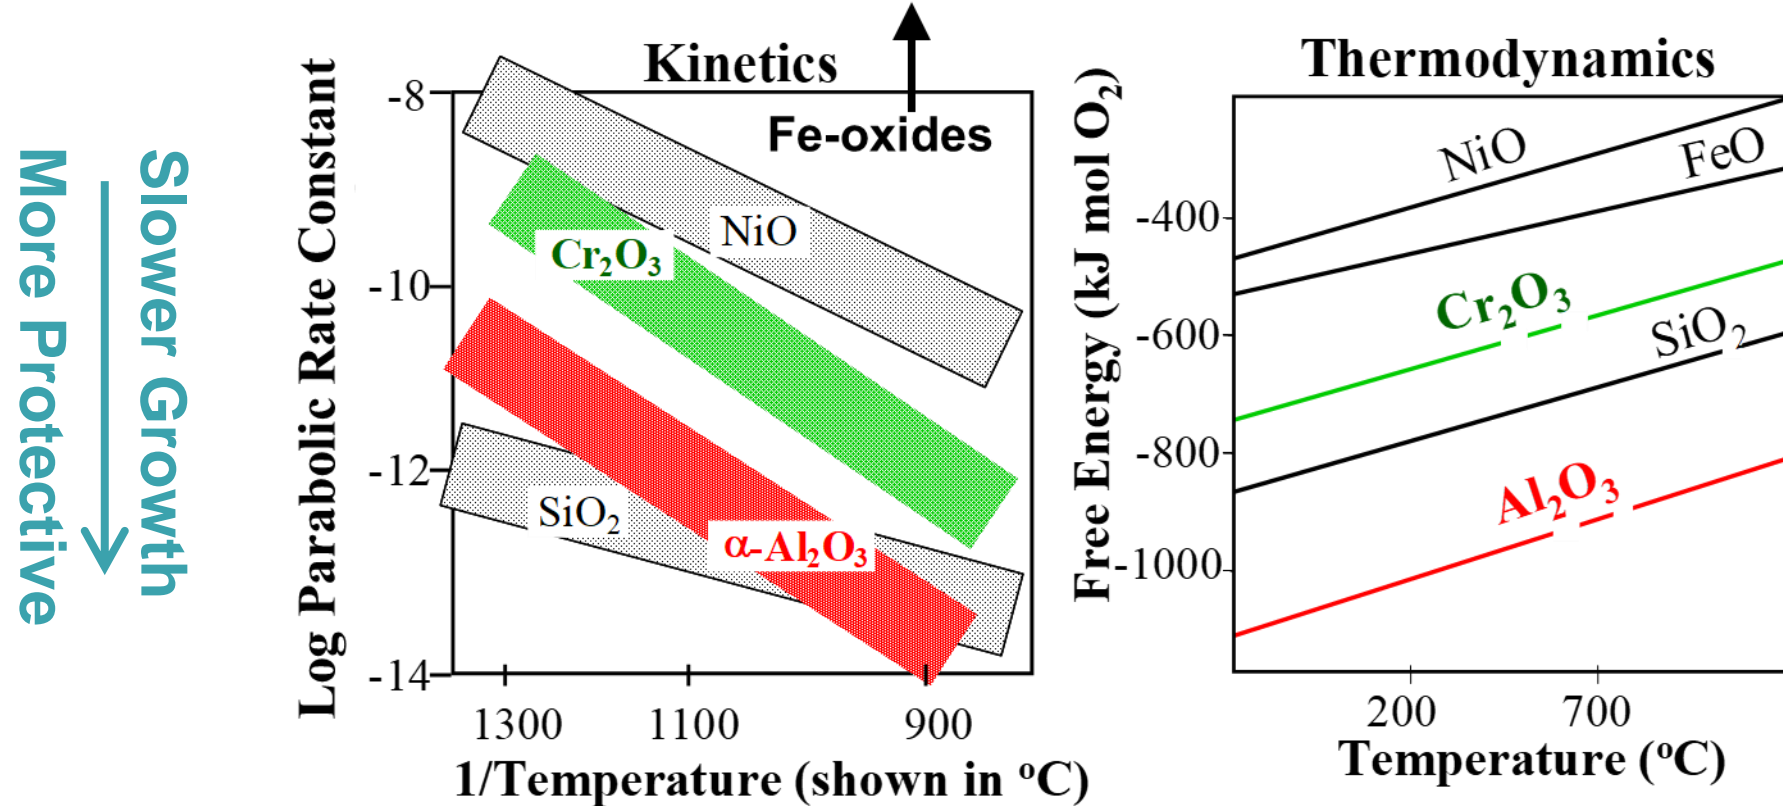 Slower Growth
More Protective
Kinetics
Log Parabolic Rate Constant
-8
-10
-12
-14
Fe-oxides
NiO
Cr₂O₃
SiO₂
α-Al₂O₃
1300 1100 900
1/Temperature (shown in ºC)
Thermodynamics
Free Energy (kJ mol O₂)
-400
-600
-800
-1000
NiO
FeO
Cr₂O₃
SiO₂
Al₂O₃
200 700
Temperature (ºC)